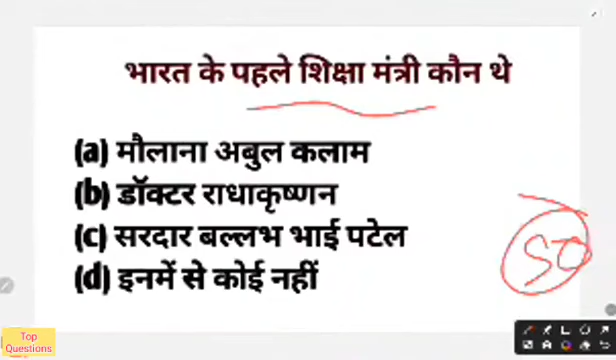 भारत के पहले शिक्षा मंत्री कौन थे
(a) मौलाना अबुल कलाम
(b) डॉक्टर राधाकृष्णन
(c) सरदार बल्लभ भाई पटेल
(d) इनमें से कोई नहीं
50
Top
Questions